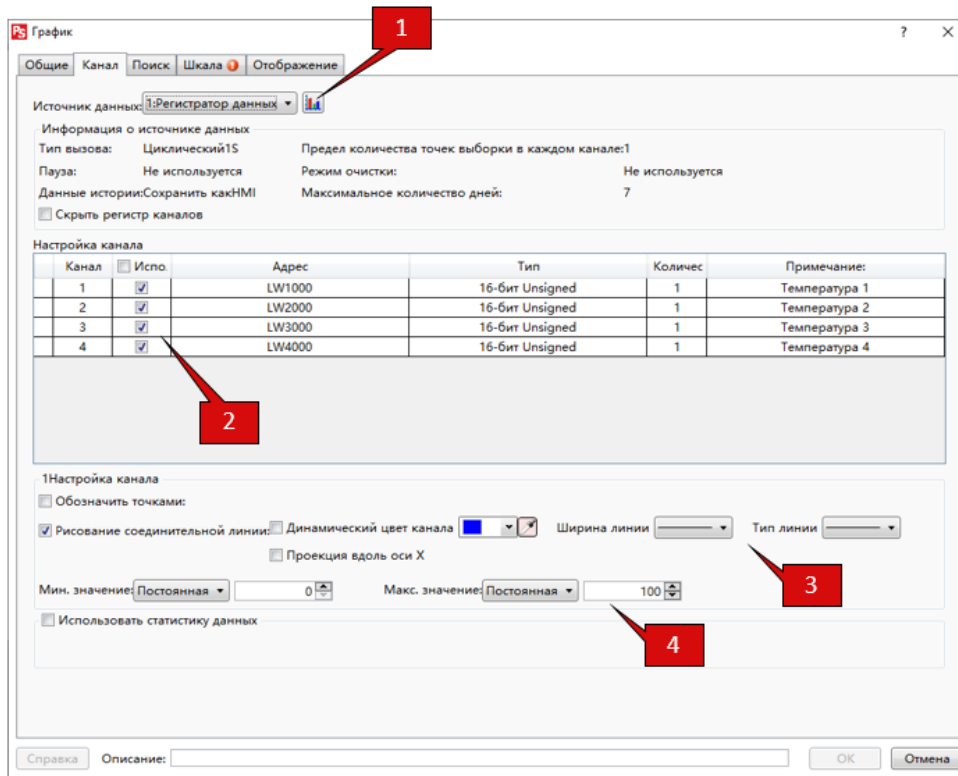 PS График ? ×
1
Общие Канал Поиск Шкала Отображение
Источник данных: 1:Регистратор данных
Информация о источнике данных
Тип вызова: Циклический1S Предел количества точек выборки в каждом канале:1
Пауза: Не используется Режим очистки: Не используется
Данные истории:Сохранить какHMI Максимальное количество дней: 7
Скрыть регистр каналов
Настройка канала
Канал Испо. Адрес Тип Количес Примечание:
1 LW1000 16-бит Unsigned 1 Температура 1
2 LW2000 16-бит Unsigned 1 Температура 2
3 LW3000 16-бит Unsigned 1 Температура 3
4 LW4000 16-бит Unsigned 1 Температура 4
2
1Настройка канала
Обозначить точками:
Рисование соединительной линии: Динамический цвет канала Ширина линии Тип линии
Проекция вдоль оси X
3
Мин. значение: Постоянная 0 Макс. значение: Постоянная 100
Использовать статистику данных
4
Справка Описание: OK Отмена